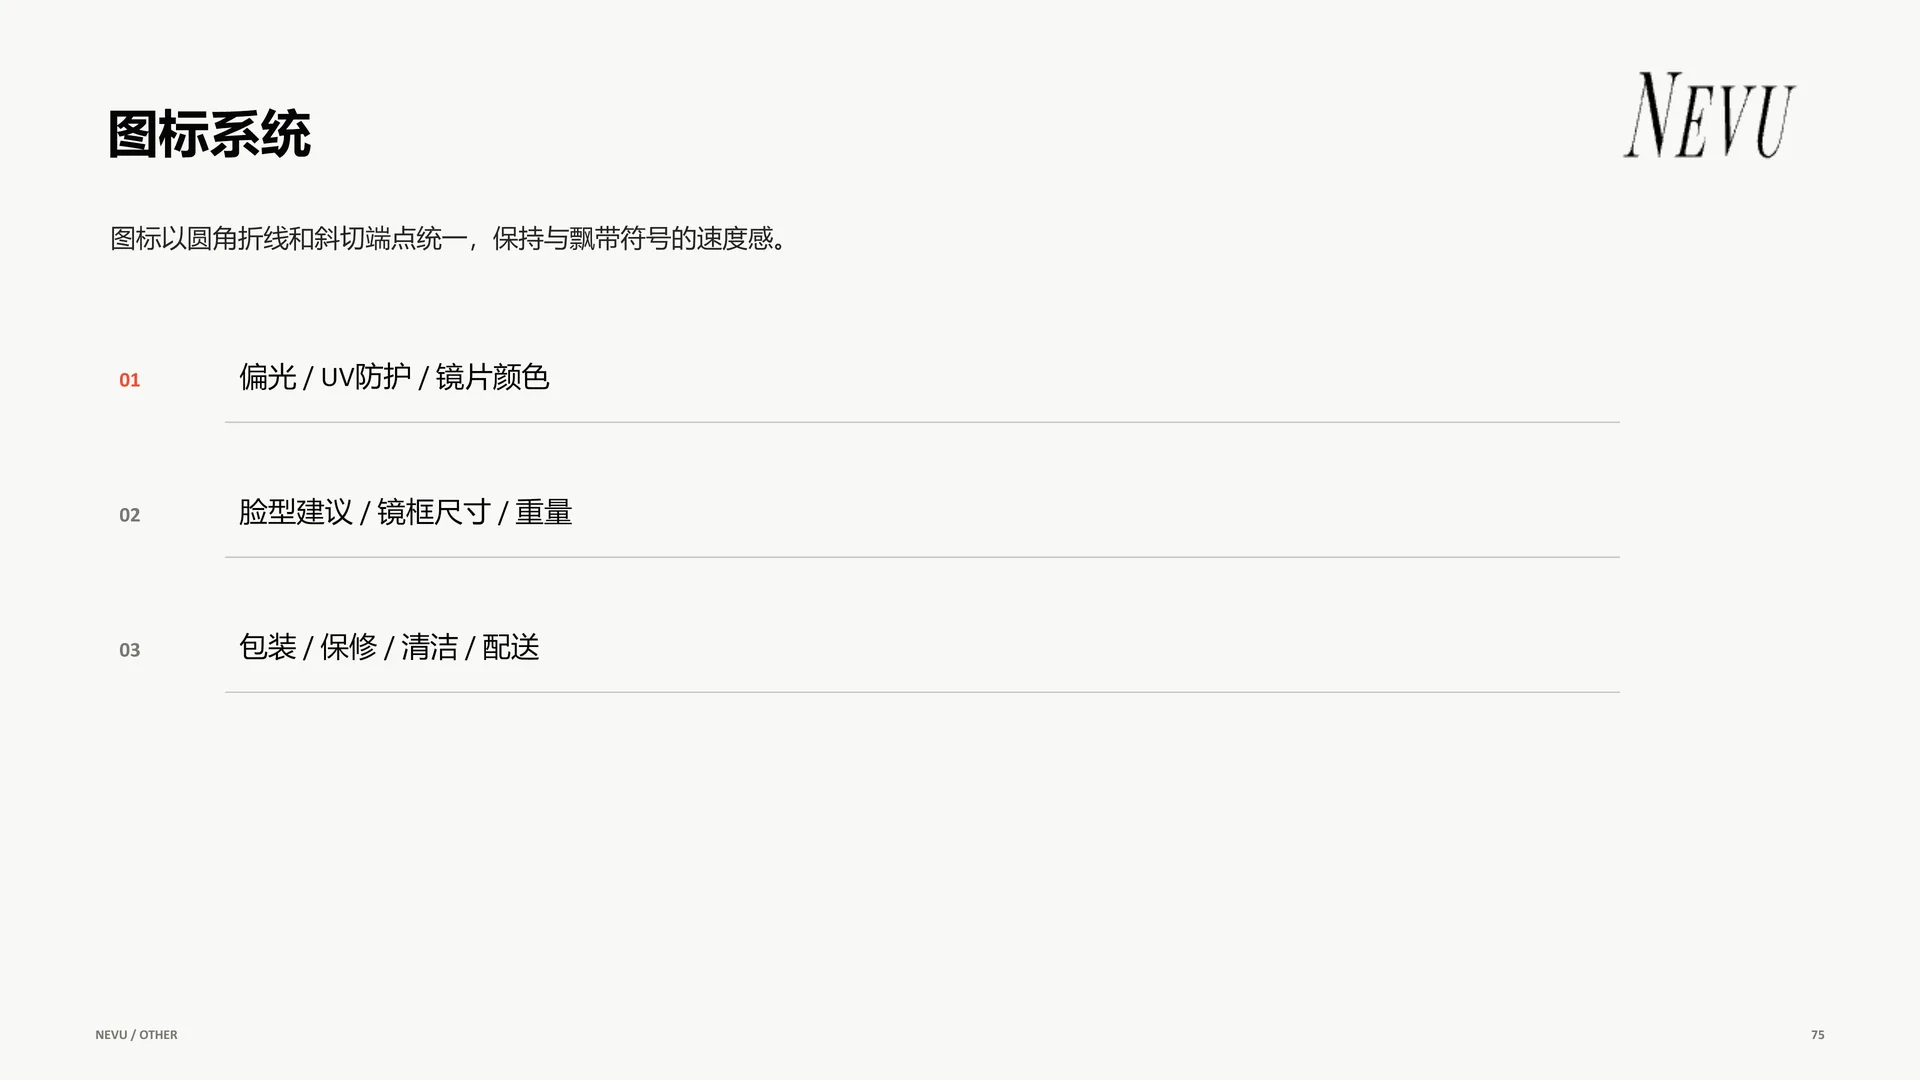 图标系统
NEVU
图标以圆角折线和斜切端点统一，保持与飘带符号的速度感。
01 偏光 / UV防护 / 镜片颜色
02 脸型建议 / 镜框尺寸 / 重量
03 包装 / 保修 / 清洁 / 配送
NEVU / OTHER
75